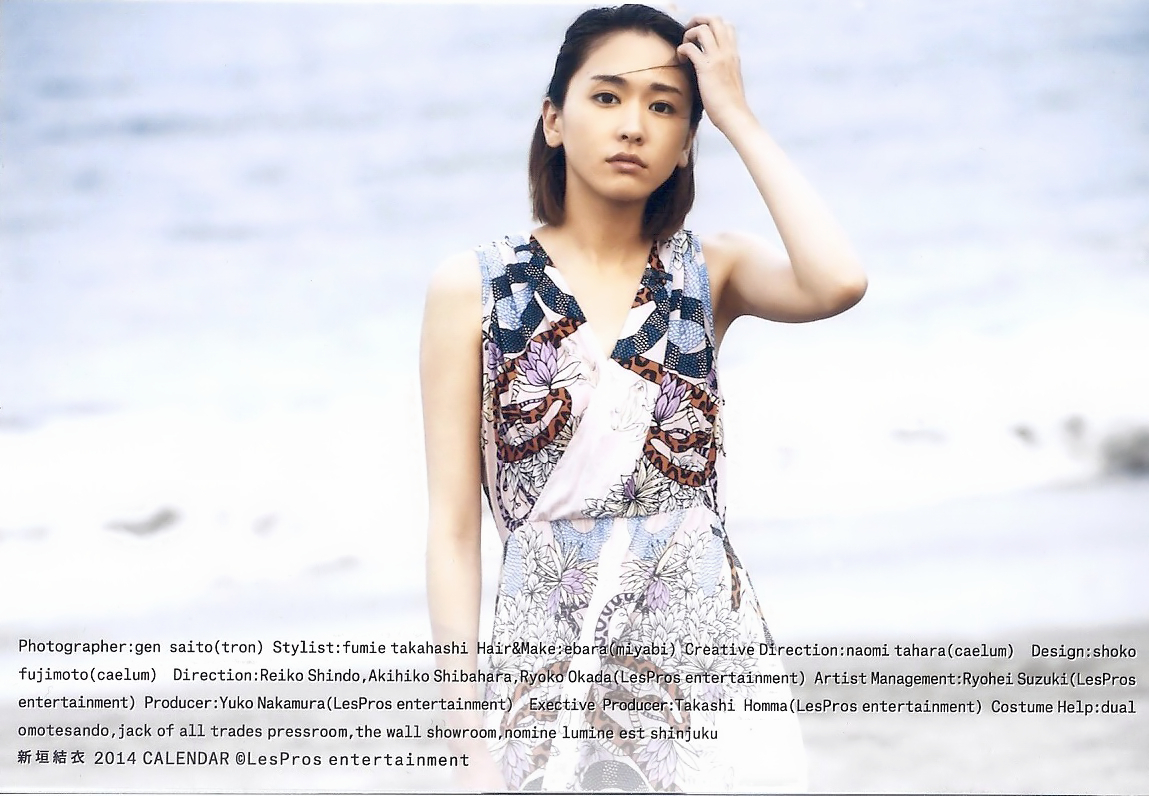 Photographer:gen saito(tron) Stylist:fumie takahashi Hair&Make:ebara(miyabi) Creative Direction:naomi tahara(caelum) Design:shoko
fujimoto(caelum) Direction:Reiko Shindo,Akihiko Shibahara,Ryoko Okada(LesPros entertainment) Artist Management:Ryohei Suzuki(LesPros
entertainment) Producer:Yuko Nakamura(LesPros entertainment) Exective Producer:Takashi Homma(LesPros entertainment) Costume Help:dual
omotesando,jack of all trades pressroom,the wall showroom,nomine lumine est shinjuku
新垣結衣 2014 CALENDAR ©LesPros entertainment